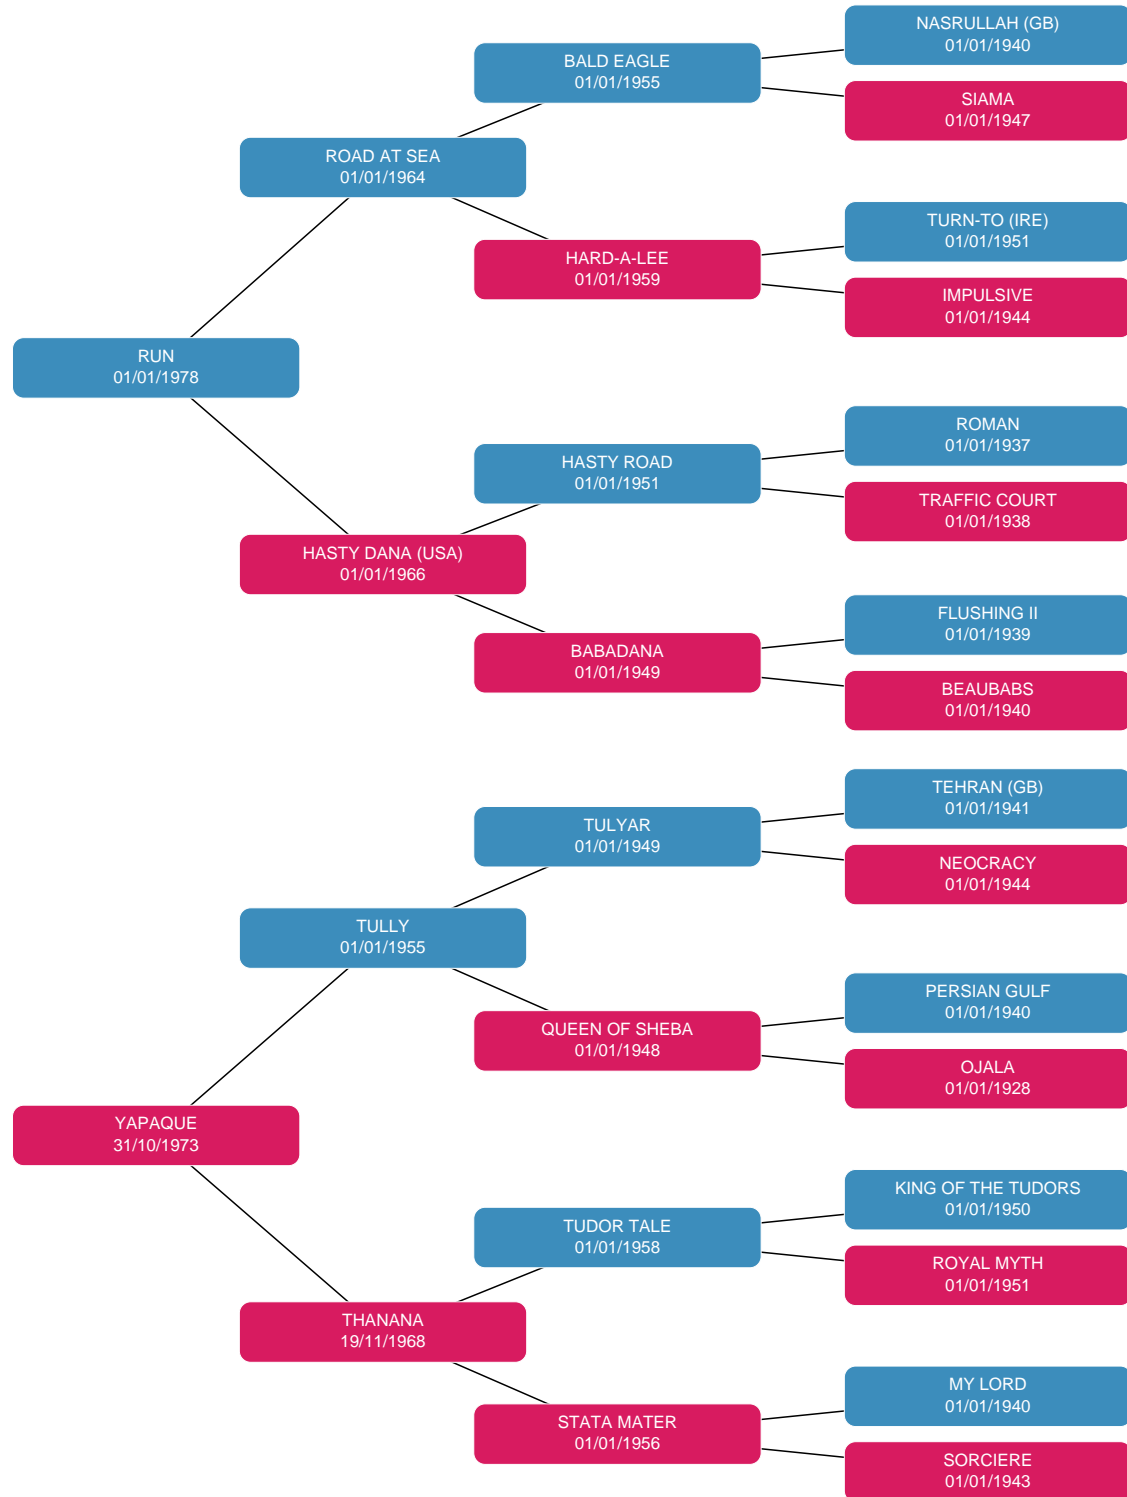 NASRULLAH (GB)
01/01/1940
BALD EAGLE
01/01/1955
SIAMA
01/01/1947
ROAD AT SEA
01/01/1964
TURN-TO (IRE)
01/01/1951
HARD-A-LEE
01/01/1959
IMPULSIVE
01/01/1944
RUN
01/01/1978
ROMAN
01/01/1937
HASTY ROAD
01/01/1951
TRAFFIC COURT
01/01/1938
HASTY DANA (USA)
01/01/1966
FLUSHING II
01/01/1939
BABADANA
01/01/1949
BEAUBABS
01/01/1940
TEHRAN (GB)
01/01/1941
TULYAR
01/01/1949
NEOCRACY
01/01/1944
TULLY
01/01/1955
PERSIAN GULF
01/01/1940
QUEEN OF SHEBA
01/01/1948
OJALA
01/01/1928
YAPAQUE
31/10/1973
KING OF THE TUDORS
01/01/1950
TUDOR TALE
01/01/1958
ROYAL MYTH
01/01/1951
THANANA
19/11/1968
MY LORD
01/01/1940
STATA MATER
01/01/1956
SORCIERE
01/01/1943